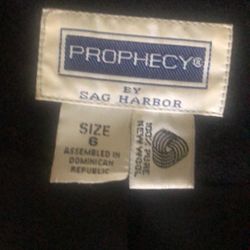 PROPHECY®
BY
SAG HARBOR
SIZE
6
ASSEMBLED IN
DOMINICAN
REPUBLIC
100% PURE
NEW WOOL